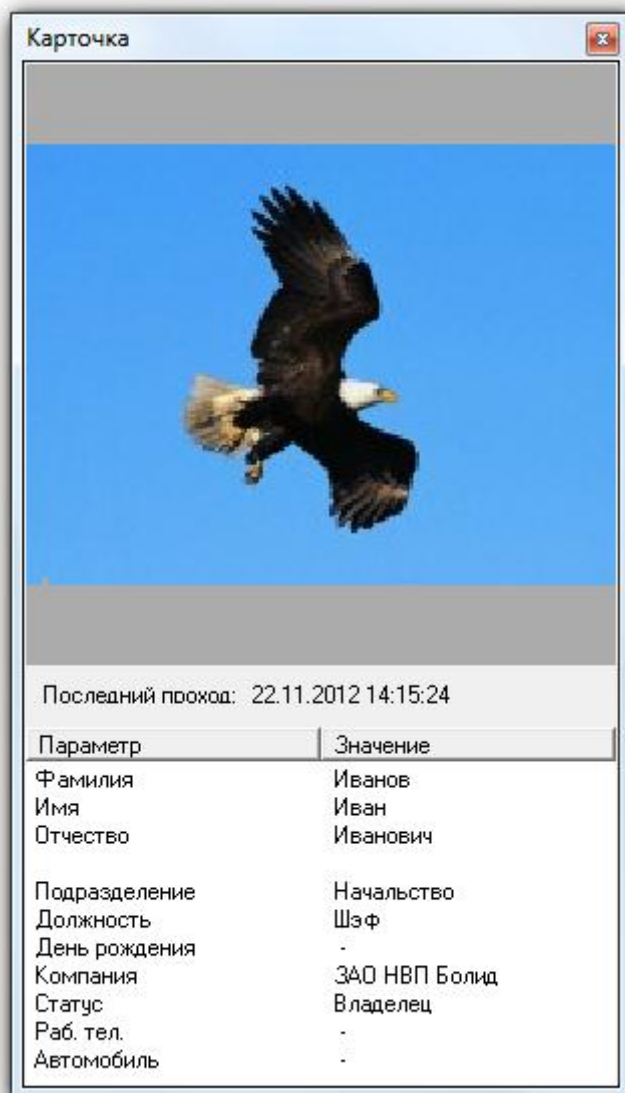 Карточка
Последний проход: 22.11.2012 14:15:24
Параметр Значение
Фамилия Иванов
Имя Иван
Отчество Иванович
Подразделение Начальство
Должность Шэф
День рождения -
Компания ЗАО НВП Болид
Статус Владелец
Раб. тел. -
Автомобиль -